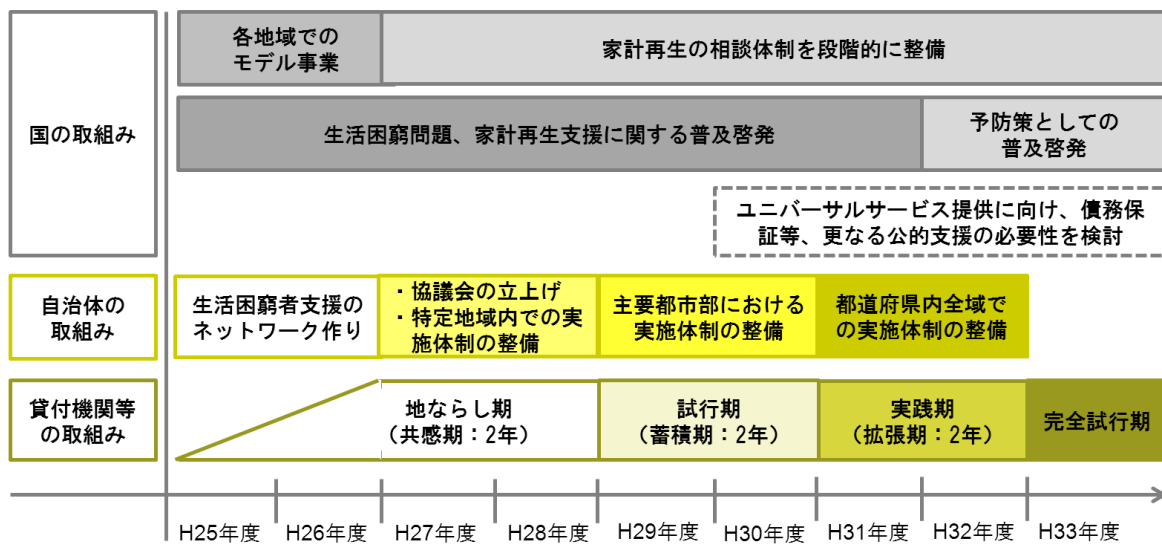 各地域での
モデル事業
家計再生の相談体制を段階的に整備
国の取組み
生活困窮問題、家計再生支援に関する普及啓発
予防策としての
普及啓発
ユニバーサルサービス提供に向け、債務保
証等、更なる公的支援の必要性を検討
自治体の
取組み
生活困窮者支援の
ネットワーク作り
・協議会の立上げ
・特定地域内での実
施体制の整備
主要都市部における
実施体制の整備
都道府県内全域で
の実施体制の整備
貸付機関等
の取組み
地ならし期
（共感期：2年）
試行期
（蓄積期：2年）
実践期
（拡張期：2年）
完全試行期
H25年度
H26年度
H27年度
H28年度
H29年度
H30年度
H31年度
H32年度
H33年度